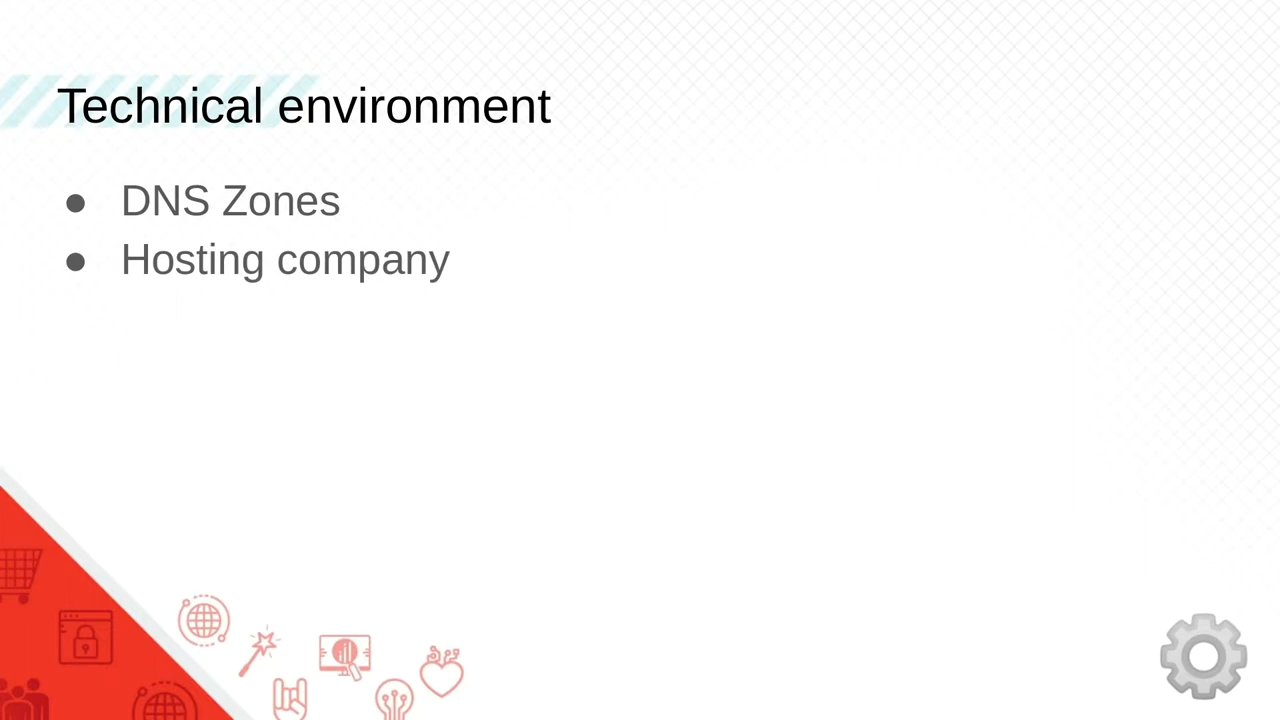 Technical environment
● DNS Zones
● Hosting company